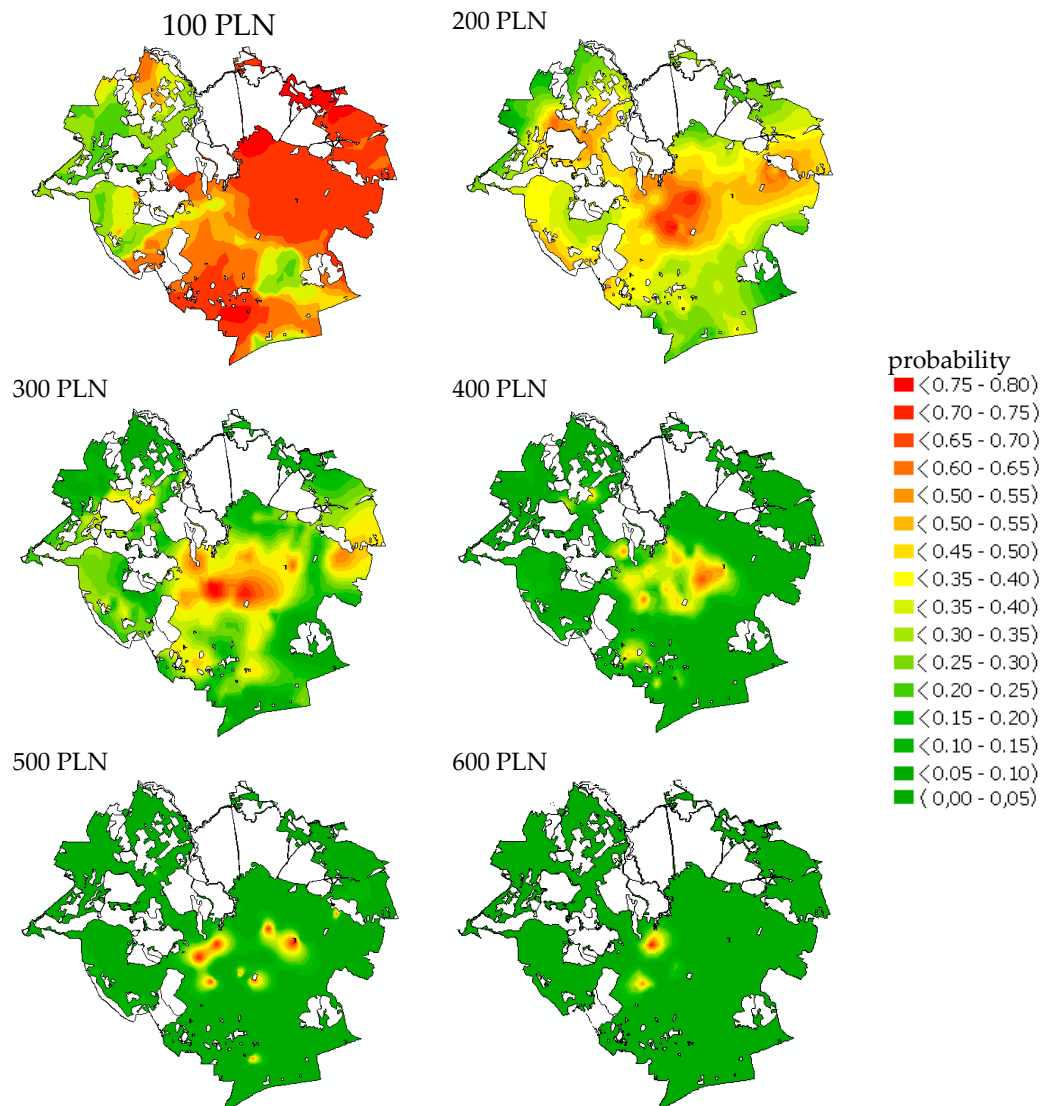 100 PLN
200 PLN
300 PLN
400 PLN
probability
<0.75 - 0.80)
<0.70 - 0.75)
<0.65 - 0.70)
<0.60 - 0.65)
<0.50 - 0.55)
<0.50 - 0.55)
<0.45 - 0.50)
<0.35 - 0.40)
<0.35 - 0.40)
<0.30 - 0.35)
<0.25 - 0.30)
<0.20 - 0.25)
<0.15 - 0.20)
<0.10 - 0.15)
<0.05 - 0.10)
(0,00 - 0,05)
500 PLN
600 PLN